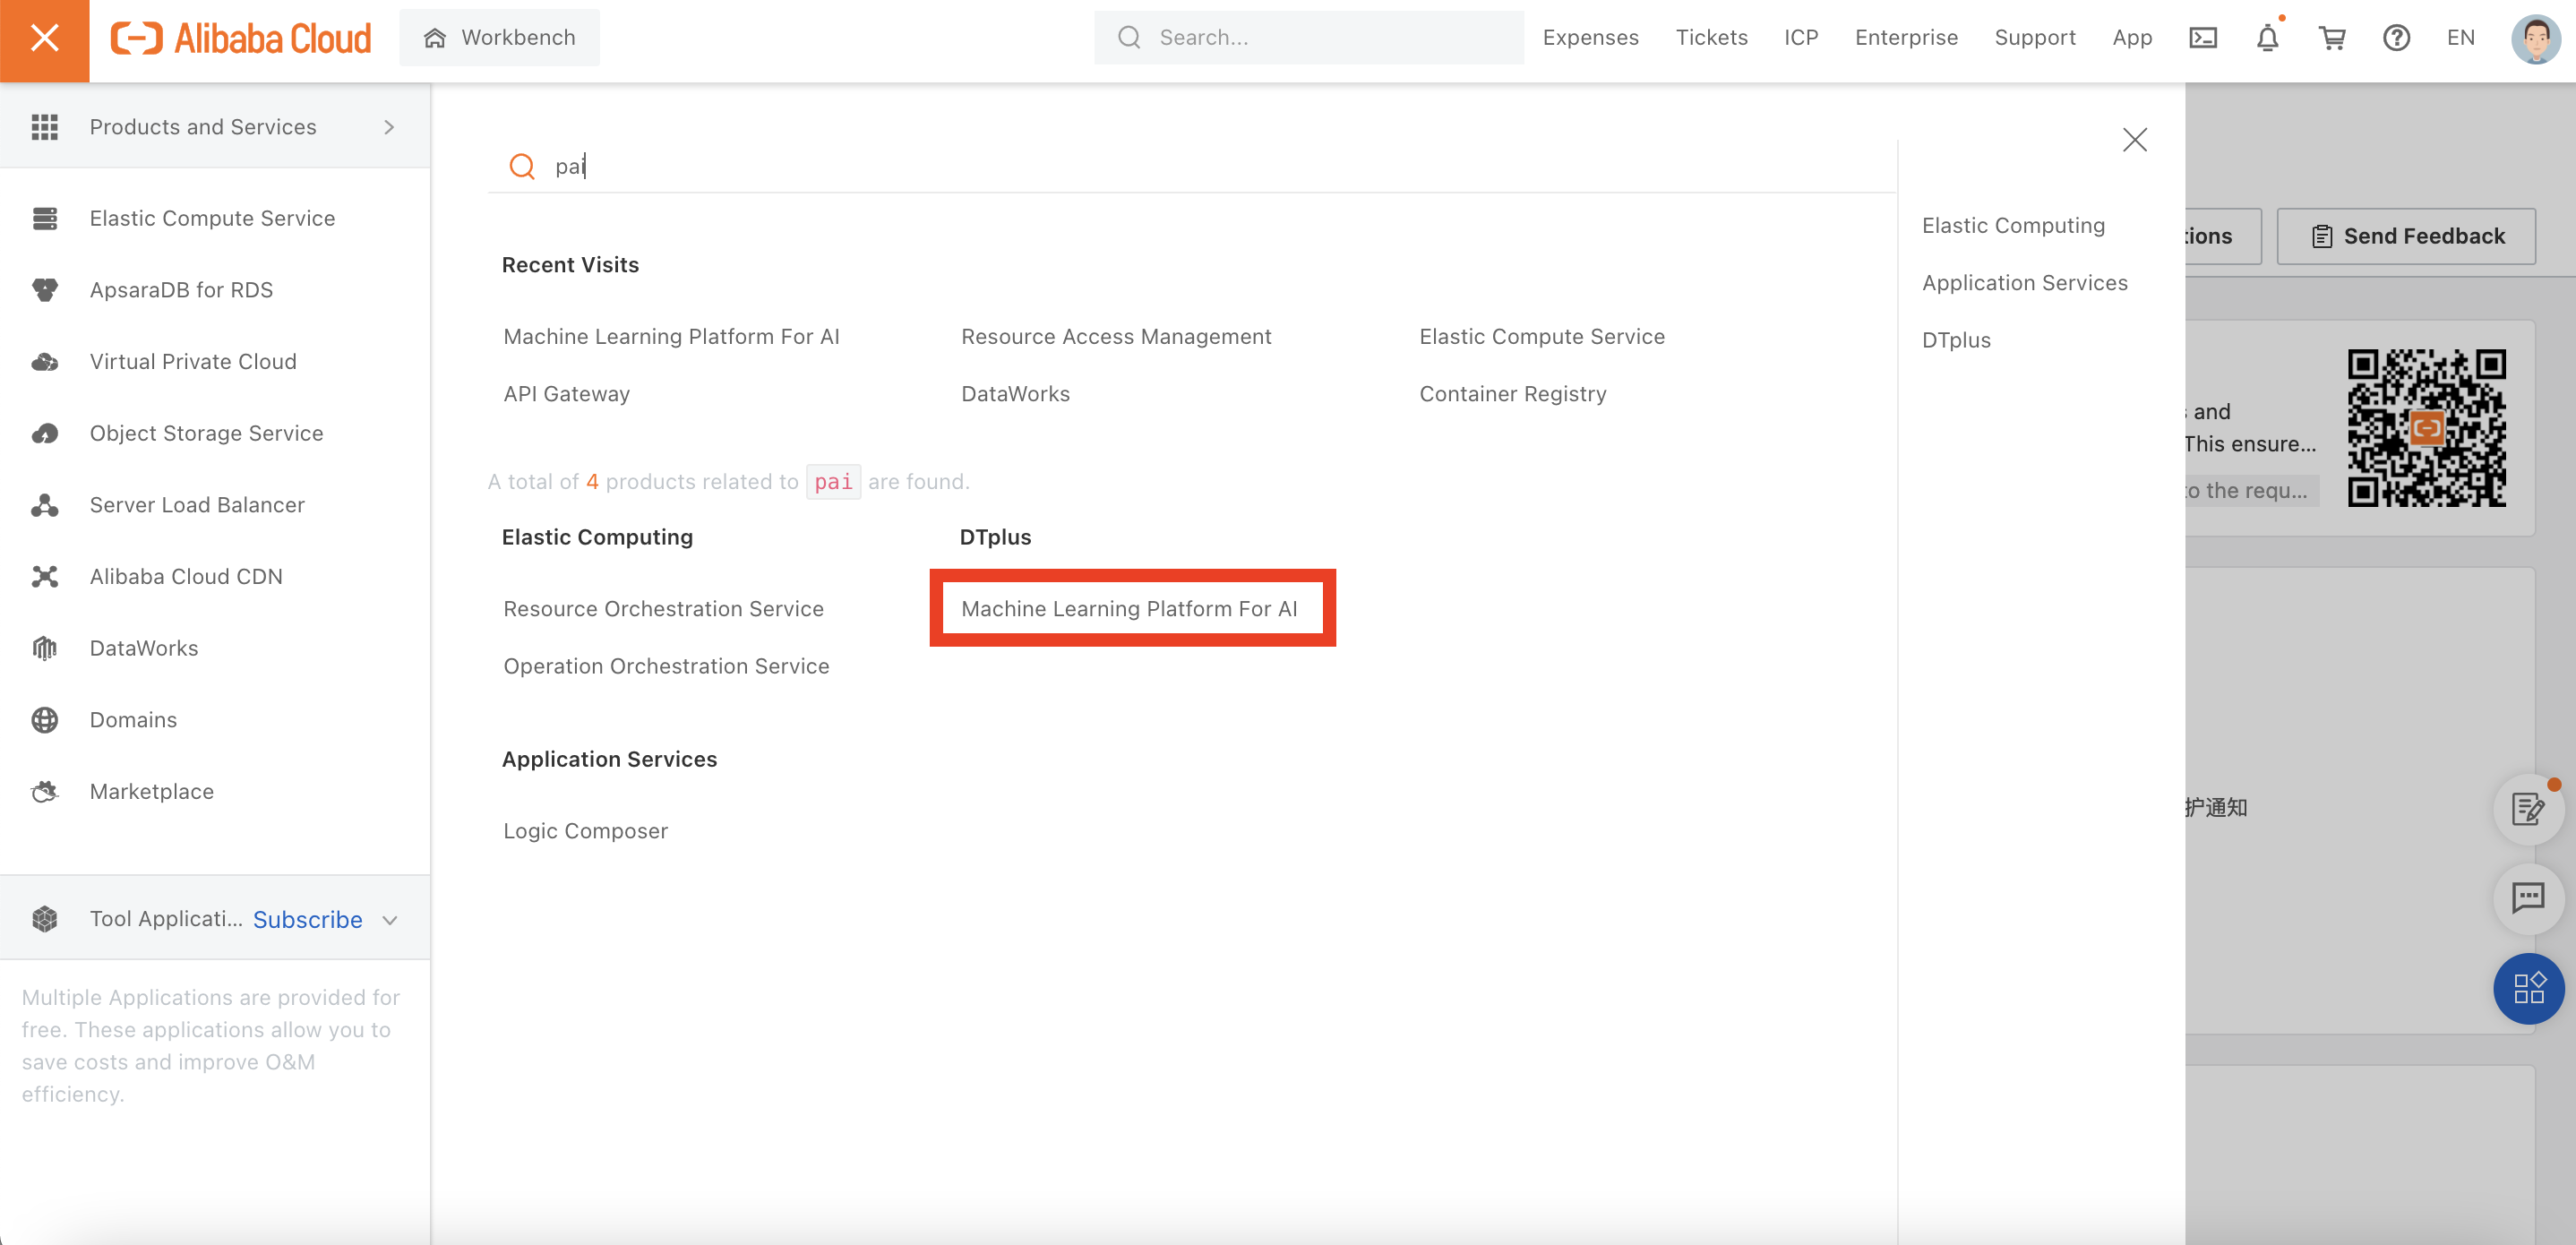 Alibaba Cloud
Workbench
Search...
Expenses
Tickets
ICP
Enterprise
Support
App
EN
Products and Services
Elastic Compute Service
ApsaraDB for RDS
Virtual Private Cloud
Object Storage Service
Server Load Balancer
Alibaba Cloud CDN
DataWorks
Domains
Marketplace
Tool Applicati... Subscribe
Multiple Applications are provided for
free. These applications allow you to
save costs and improve O&M
efficiency.
pai
Recent Visits
Machine Learning Platform For AI
Resource Access Management
Elastic Compute Service
API Gateway
DataWorks
Container Registry
A total of 4 products related to pai are found.
Elastic Computing
Resource Orchestration Service
Operation Orchestration Service
DTplus
Machine Learning Platform For AI
Application Services
Logic Composer
Elastic Computing
Application Services
DTplus
Send Feedback
and
This ensure...
to the requ...
护通知